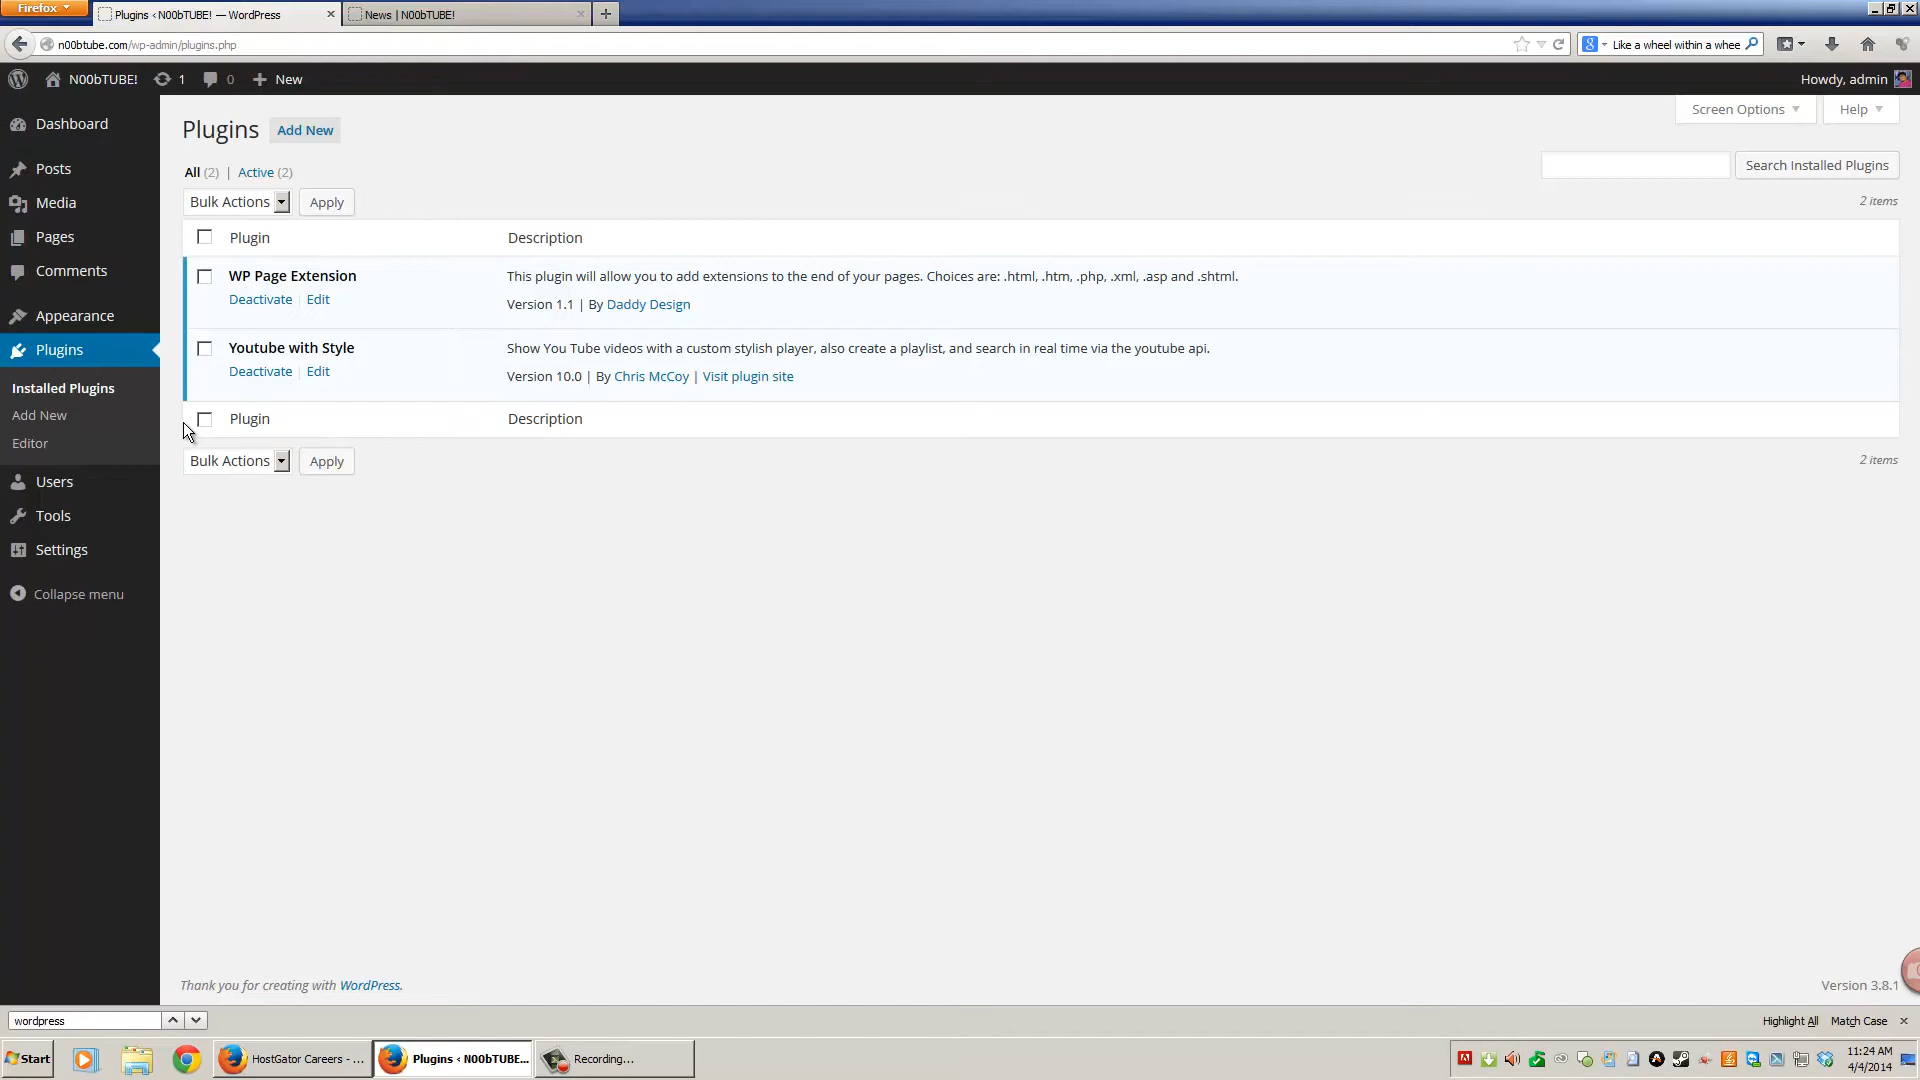 Firefox
Plugins ‹ N00bTUBE! — WordPress
News | N00bTUBE!
n00btube.com/wp-admin/plugins.php
Like a wheel within a whee
N00bTUBE!
1
0
New
Howdy, admin
Dashboard
Posts
Media
Pages
Comments
Appearance
Plugins
Installed Plugins
Add New
Editor
Users
Tools
Settings
Collapse menu
Screen Options
Help
Plugins
Add New
All (2) | Active (2)
Search Installed Plugins
Bulk Actions
Apply
2 items
Plugin
Description
WP Page Extension
This plugin will allow you to add extensions to the end of your pages. Choices are: .html, .htm, .php, .xml, .asp and .shtml.
Deactivate | Edit
Version 1.1 | By Daddy Design
Youtube with Style
Show You Tube videos with a custom stylish player, also create a playlist, and search in real time via the youtube api.
Deactivate | Edit
Version 10.0 | By Chris McCoy | Visit plugin site
Plugin
Description
Bulk Actions
Apply
2 items
Thank you for creating with WordPress.
Version 3.8.1
wordpress
Highlight All
Match Case
Start
HostGator Careers - ...
Plugins ‹ N00bTUBE...
Recording...
11:24 AM
4/4/2014